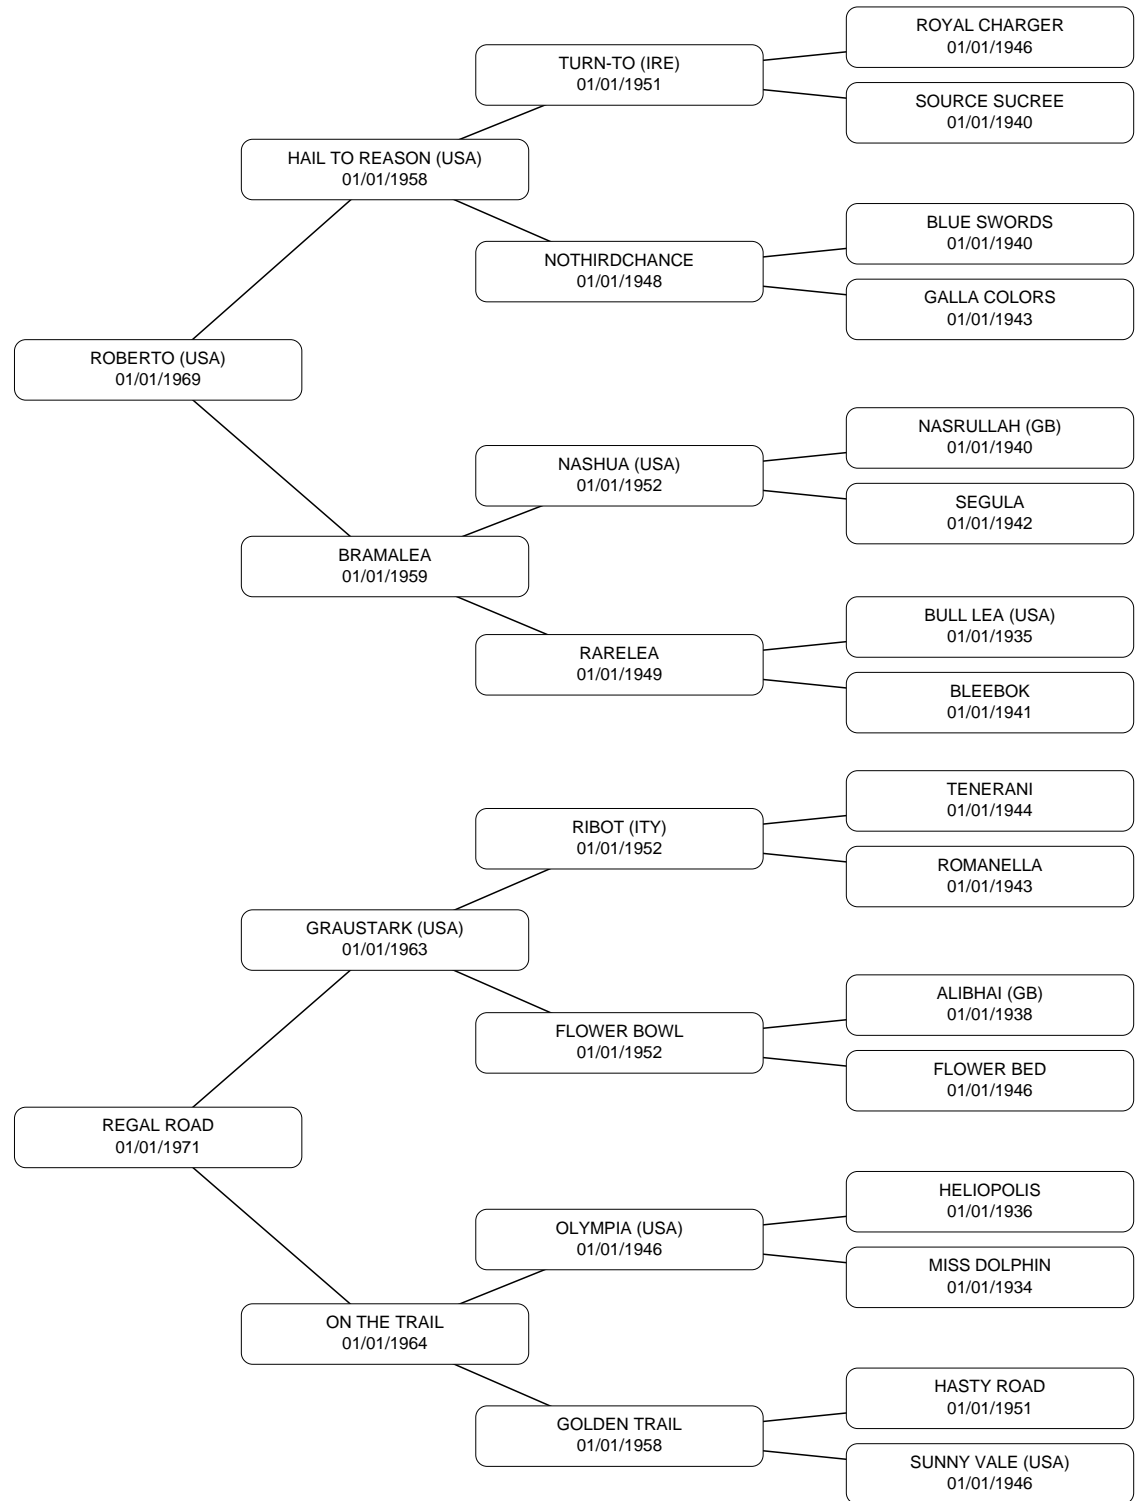 ROYAL CHARGER
01/01/1946
TURN-TO (IRE)
01/01/1951
SOURCE SUCREE
01/01/1940
HAIL TO REASON (USA)
01/01/1958
BLUE SWORDS
01/01/1940
NOTHIRDCHANCE
01/01/1948
GALLA COLORS
01/01/1943
ROBERTO (USA)
01/01/1969
NASRULLAH (GB)
01/01/1940
NASHUA (USA)
01/01/1952
SEGULA
01/01/1942
BRAMALEA
01/01/1959
BULL LEA (USA)
01/01/1935
RARELEA
01/01/1949
BLEEBOK
01/01/1941
TENERANI
01/01/1944
RIBOT (ITY)
01/01/1952
ROMANELLA
01/01/1943
GRAUSTARK (USA)
01/01/1963
ALIBHAI (GB)
01/01/1938
FLOWER BOWL
01/01/1952
FLOWER BED
01/01/1946
REGAL ROAD
01/01/1971
HELIOPOLIS
01/01/1936
OLYMPIA (USA)
01/01/1946
MISS DOLPHIN
01/01/1934
ON THE TRAIL
01/01/1964
HASTY ROAD
01/01/1951
GOLDEN TRAIL
01/01/1958
SUNNY VALE (USA)
01/01/1946